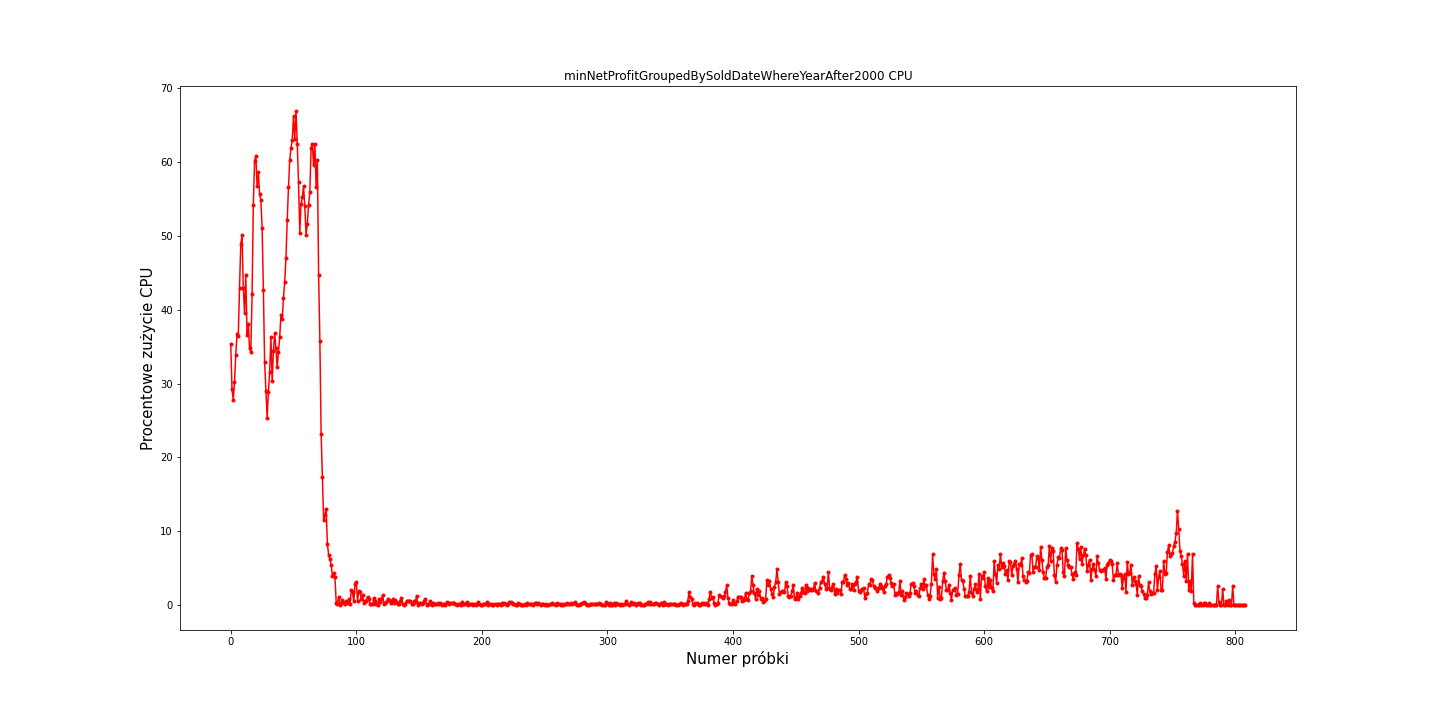 minNetProfitGroupedBySoldDateWhereYearAfter2000 CPU
70
60
50
40
30
20
10
0
Procentowe zużycie CPU
0 100 200 300 400 500 600 700 800
Numer próbki